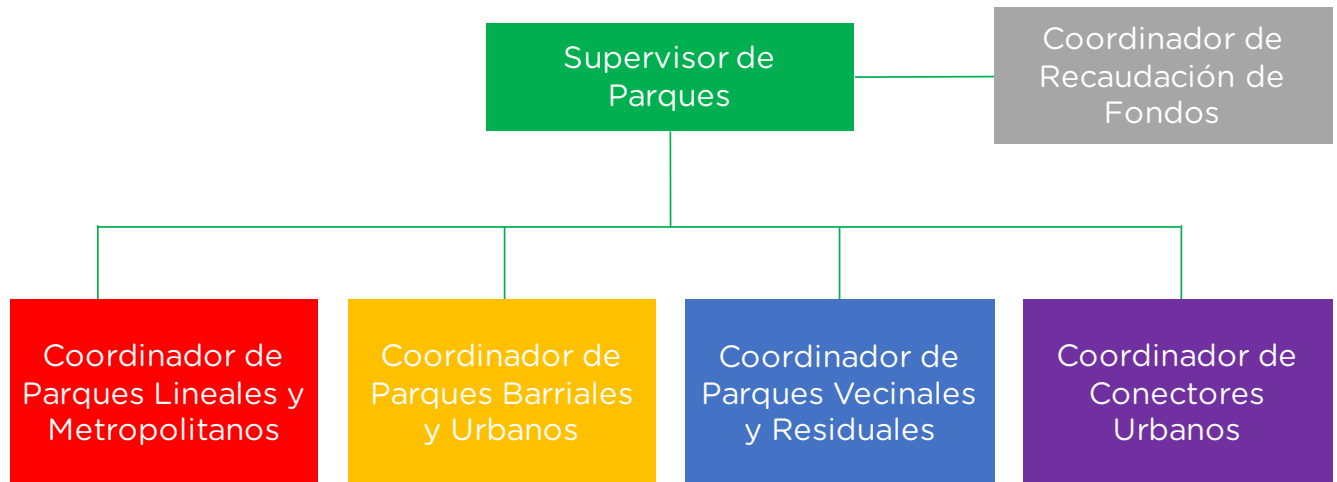 Supervisor de
Parques
Coordinador de
Recaudación de
Fondos
Coordinador de
Parques Lineales y
Metropolitanos
Coordinador de
Parques Barriales
y Urbanos
Coordinador de
Parques Vecinales
y Residuales
Coordinador de
Conectores
Urbanos